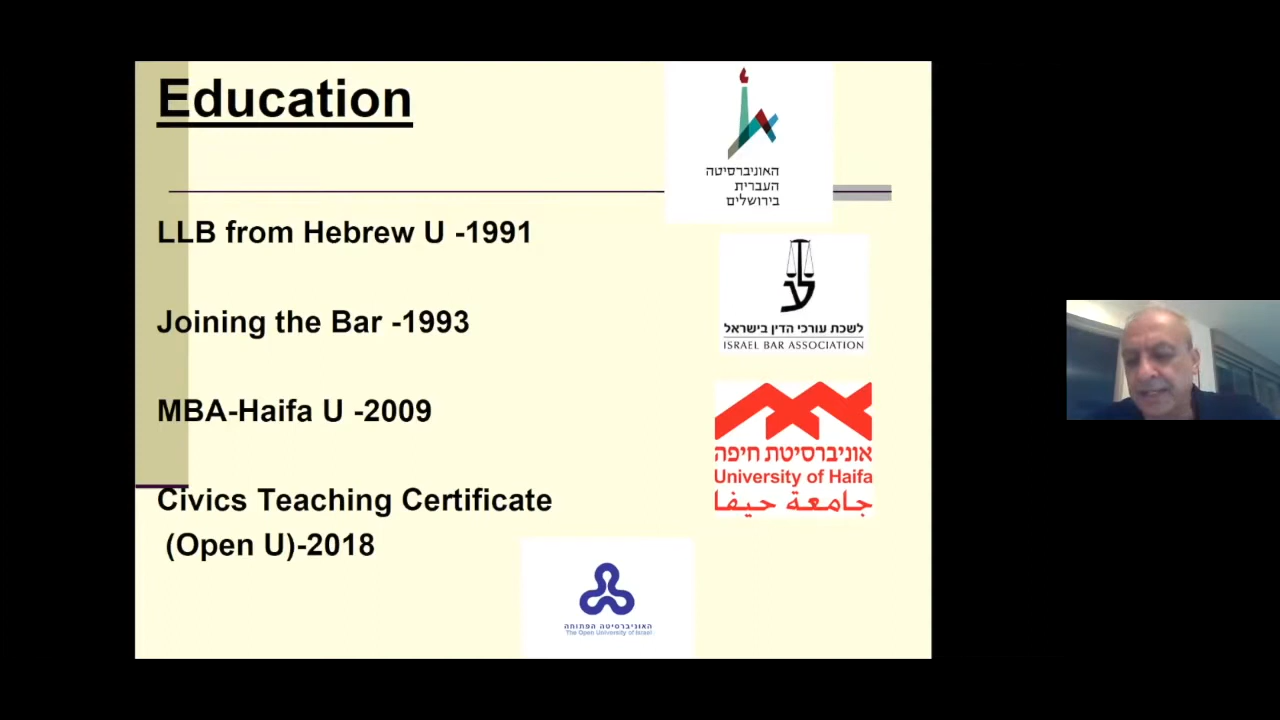 Education
האוניברסיטה
העברית
בירושלים
LLB from Hebrew U -1991
Joining the Bar -1993
לשכת עורכי הדין בישראל
ISRAEL BAR ASSOCIATION
MBA-Haifa U -2009
אוניברסיטת חיפה
University of Haifa
جامعة حيفا
Civics Teaching Certificate
(Open U)-2018
האוניברסיטה הפתוחה
The Open University of Israel